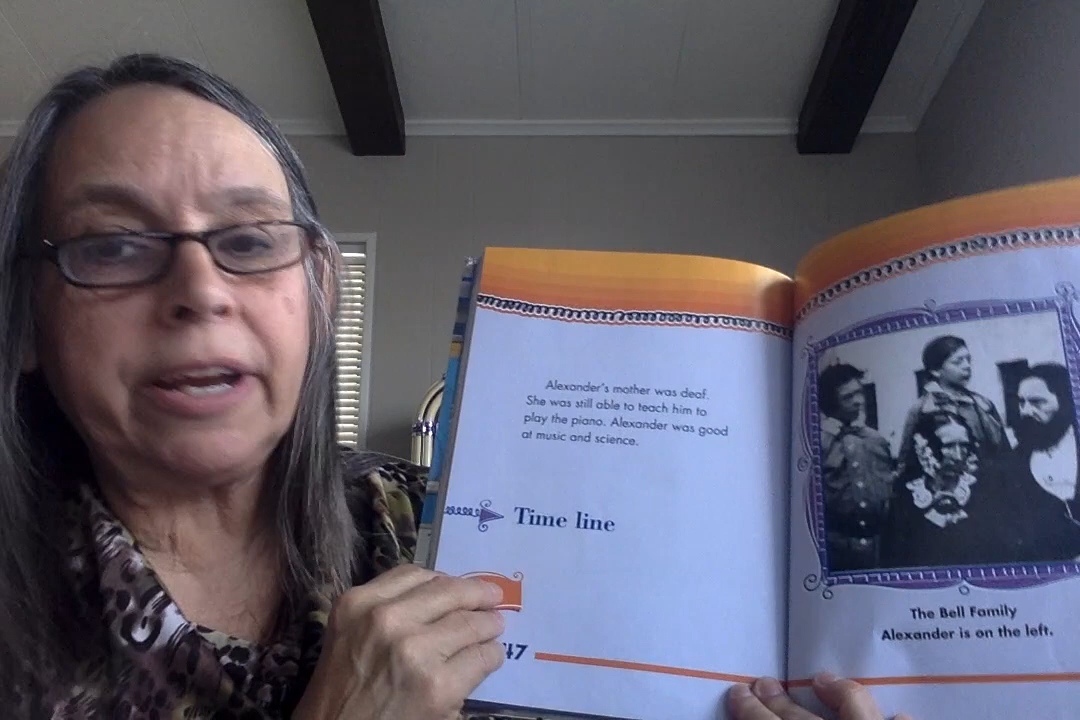 Alexander's mother was deaf.
She was still able to teach him to
play the piano. Alexander was good
at music and science.
Time line
47
The Bell Family
Alexander is on the left.